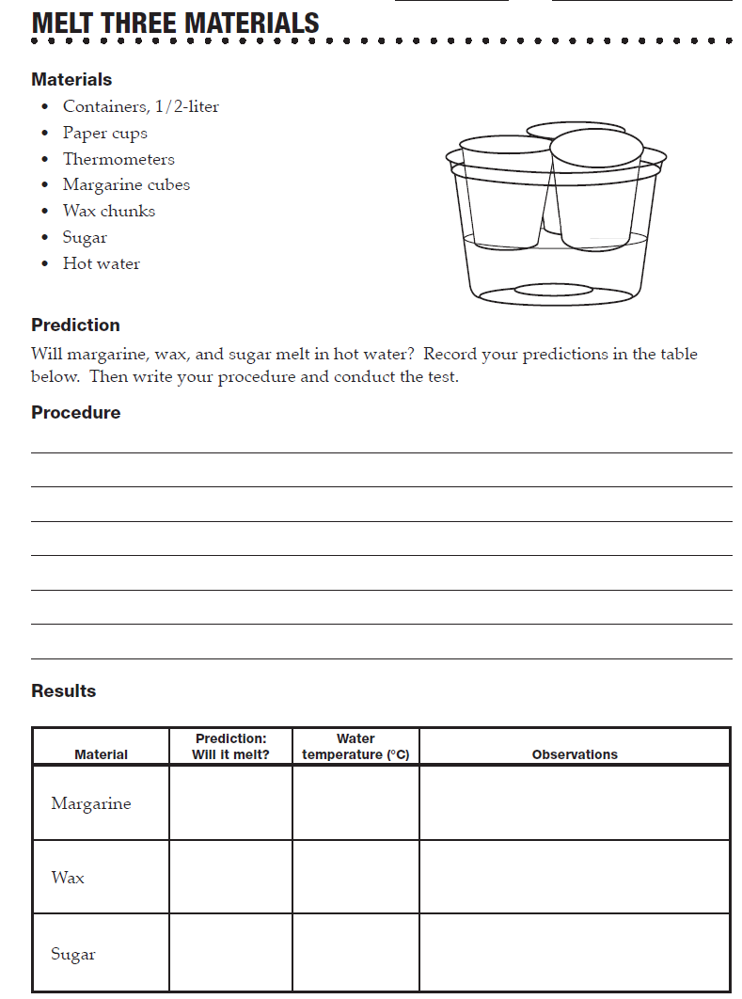 MELT THREE MATERIALS
Materials
• Containers, 1/2-liter
• Paper cups
• Thermometers
• Margarine cubes
• Wax chunks
• Sugar
• Hot water
Prediction
Will margarine, wax, and sugar melt in hot water?  Record your predictions in the table
below.  Then write your procedure and conduct the test.
Procedure
Results
Material
Prediction:
Will it melt?
Water
temperature (°C)
Observations
Margarine
Wax
Sugar